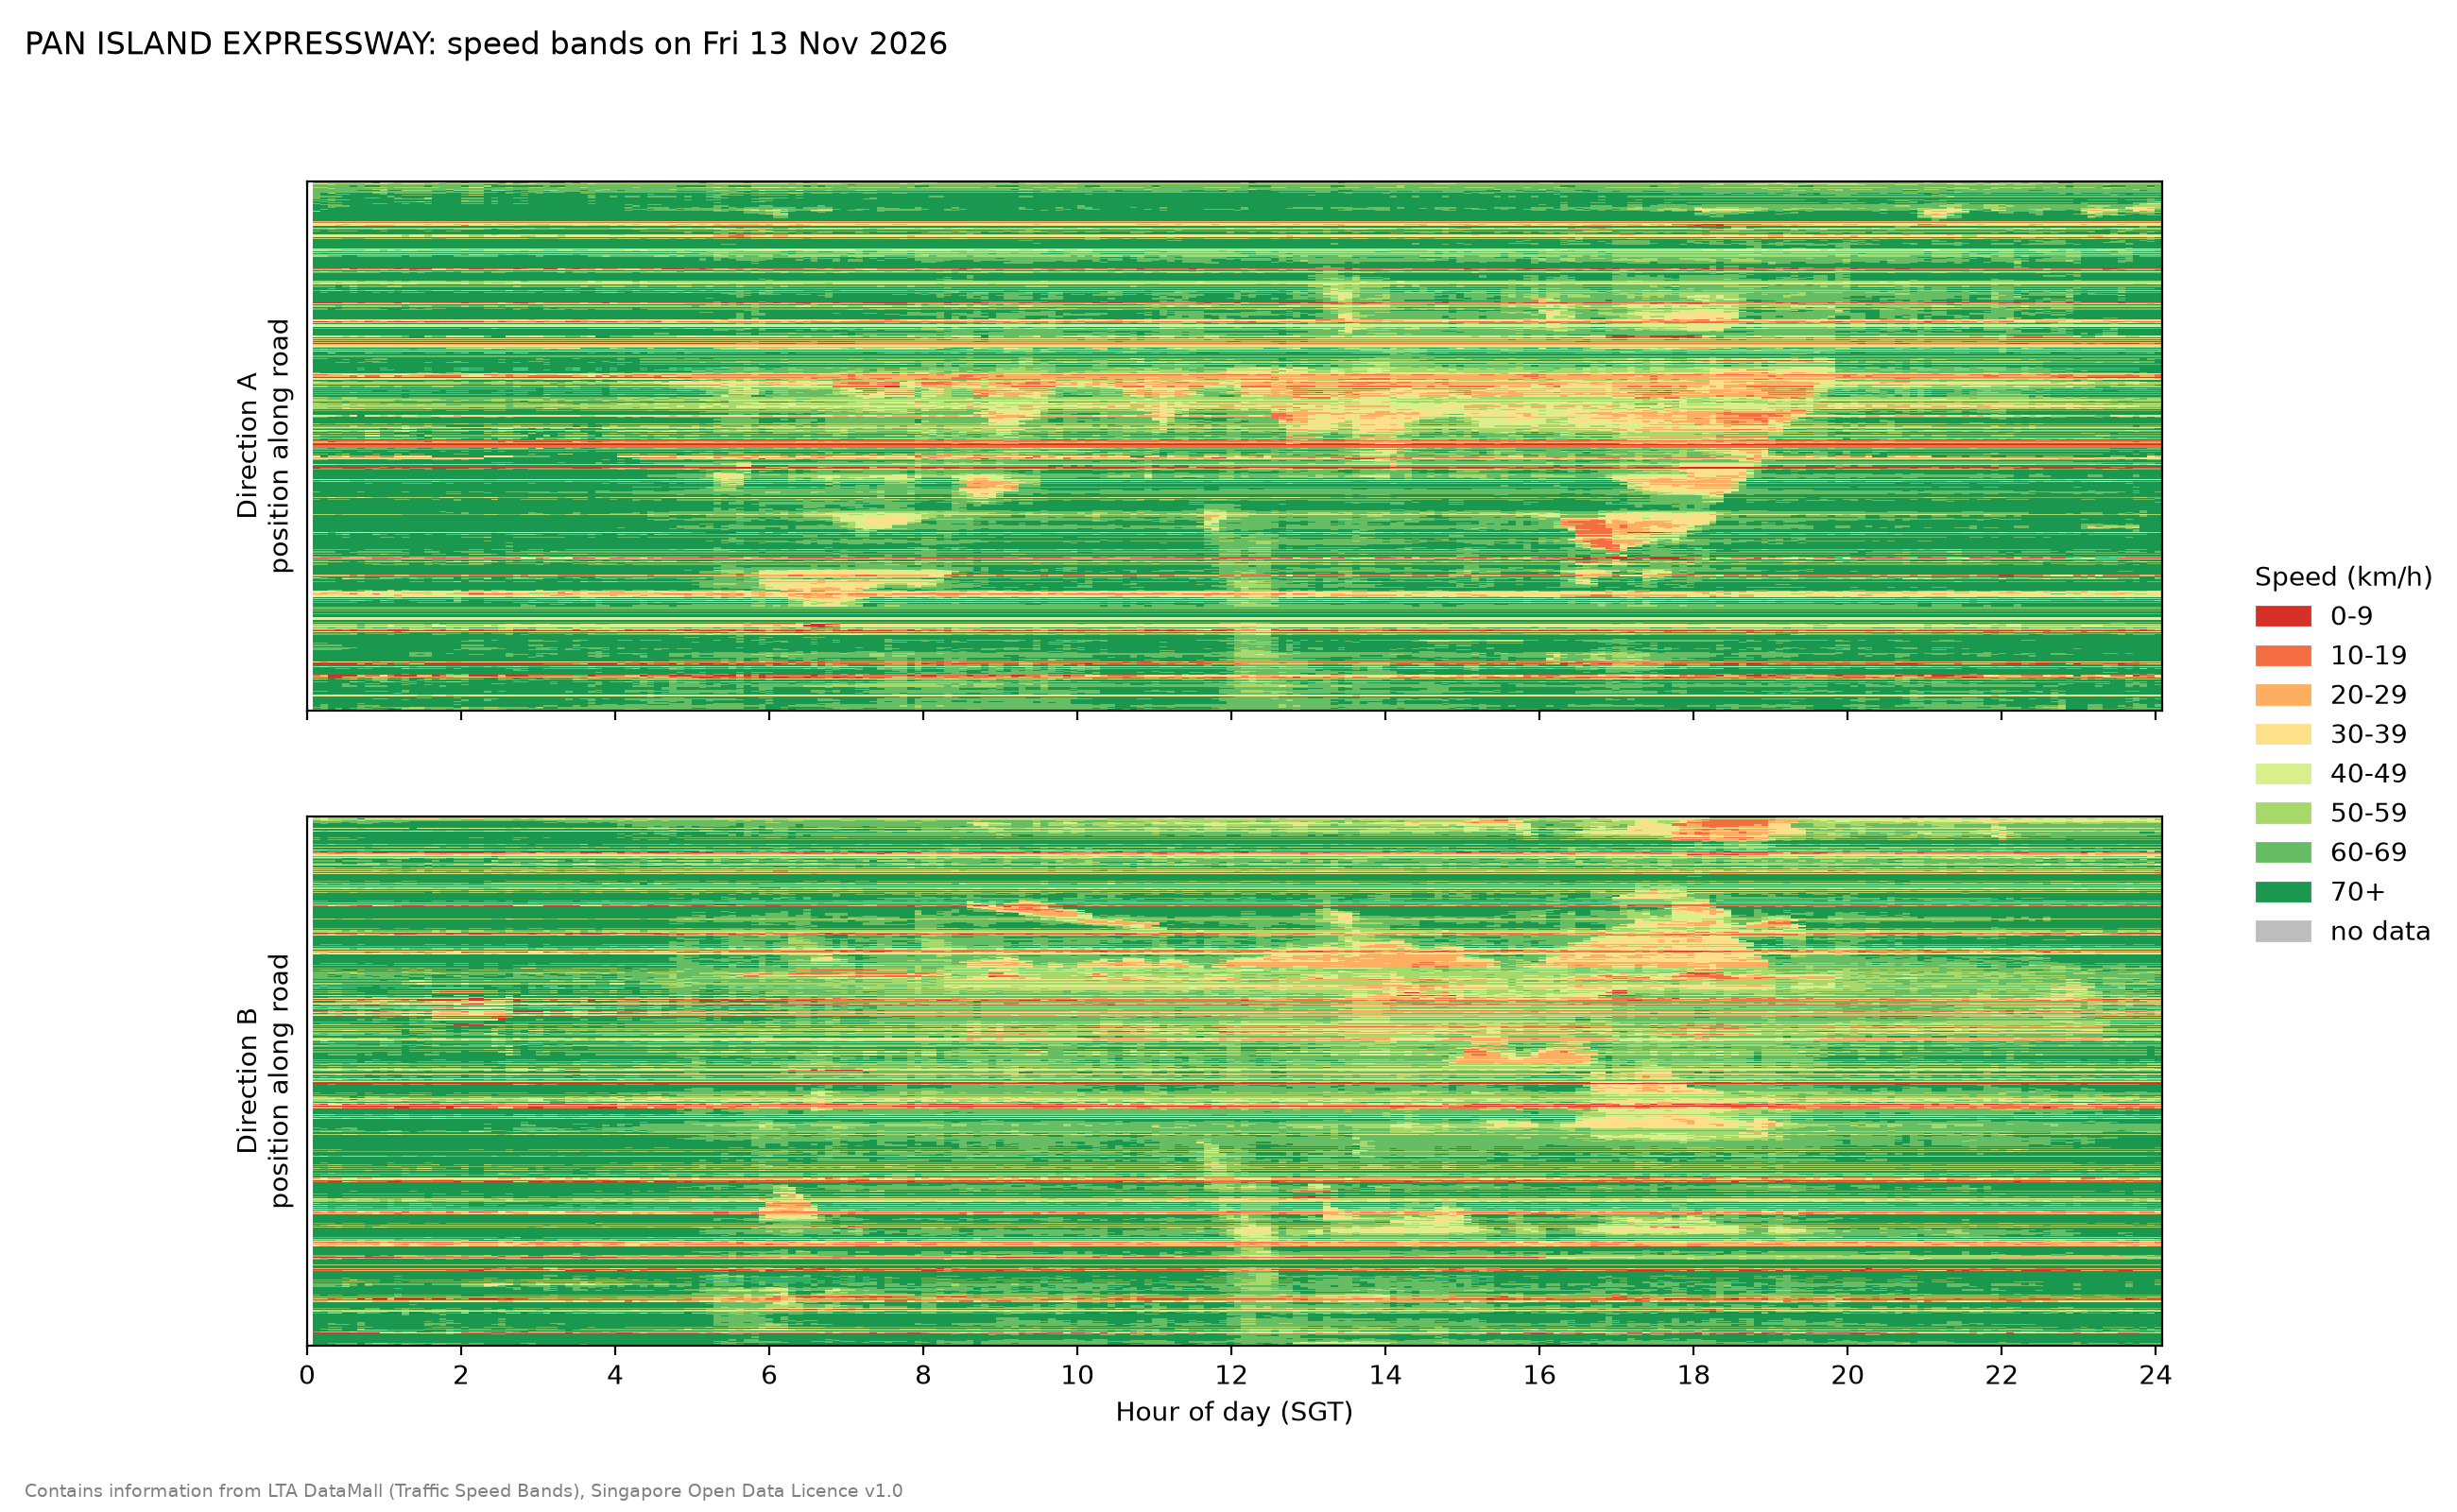 PAN ISLAND EXPRESSWAY: speed bands on Fri 13 Nov 2026
Direction A
position along road
Direction B
position along road
0 2 4 6 8 10 12 14 16 18 20 22 24
Hour of day (SGT)
Speed (km/h)
0-9
10-19
20-29
30-39
40-49
50-59
60-69
70+
no data
Contains information from LTA DataMall (Traffic Speed Bands), Singapore Open Data Licence v1.0